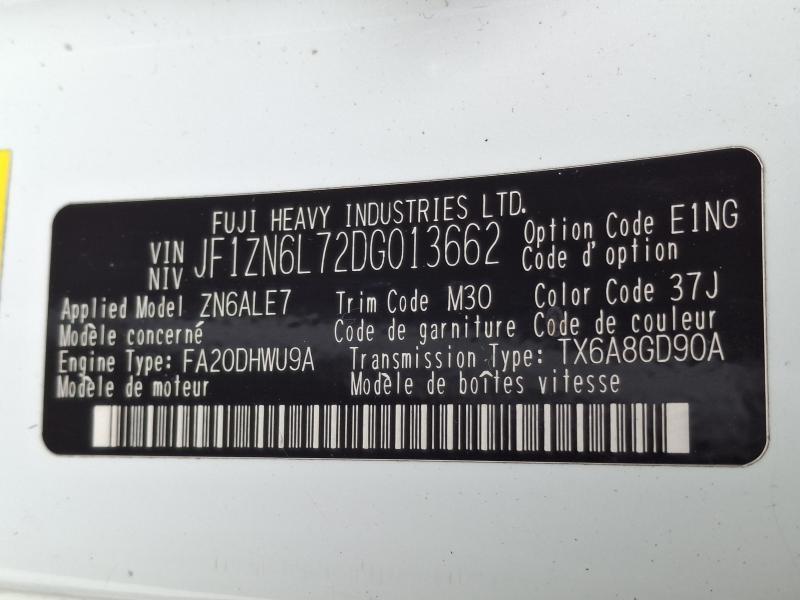 FUJI HEAVY INDUSTRIES LTD.
VIN
NIV
JF1ZN6L72DG013662
Option Code E1NG
Code d'option
Applied Model ZN6ALE7
Modèle concerné
Trim Code M30
Code de garniture
Color Code 37J
Code de couleur
Engine Type: FA20DHWU9A
Modèle de moteur
Transmission Type: TX6A8GD90A
Modèle de boîtes vitesse